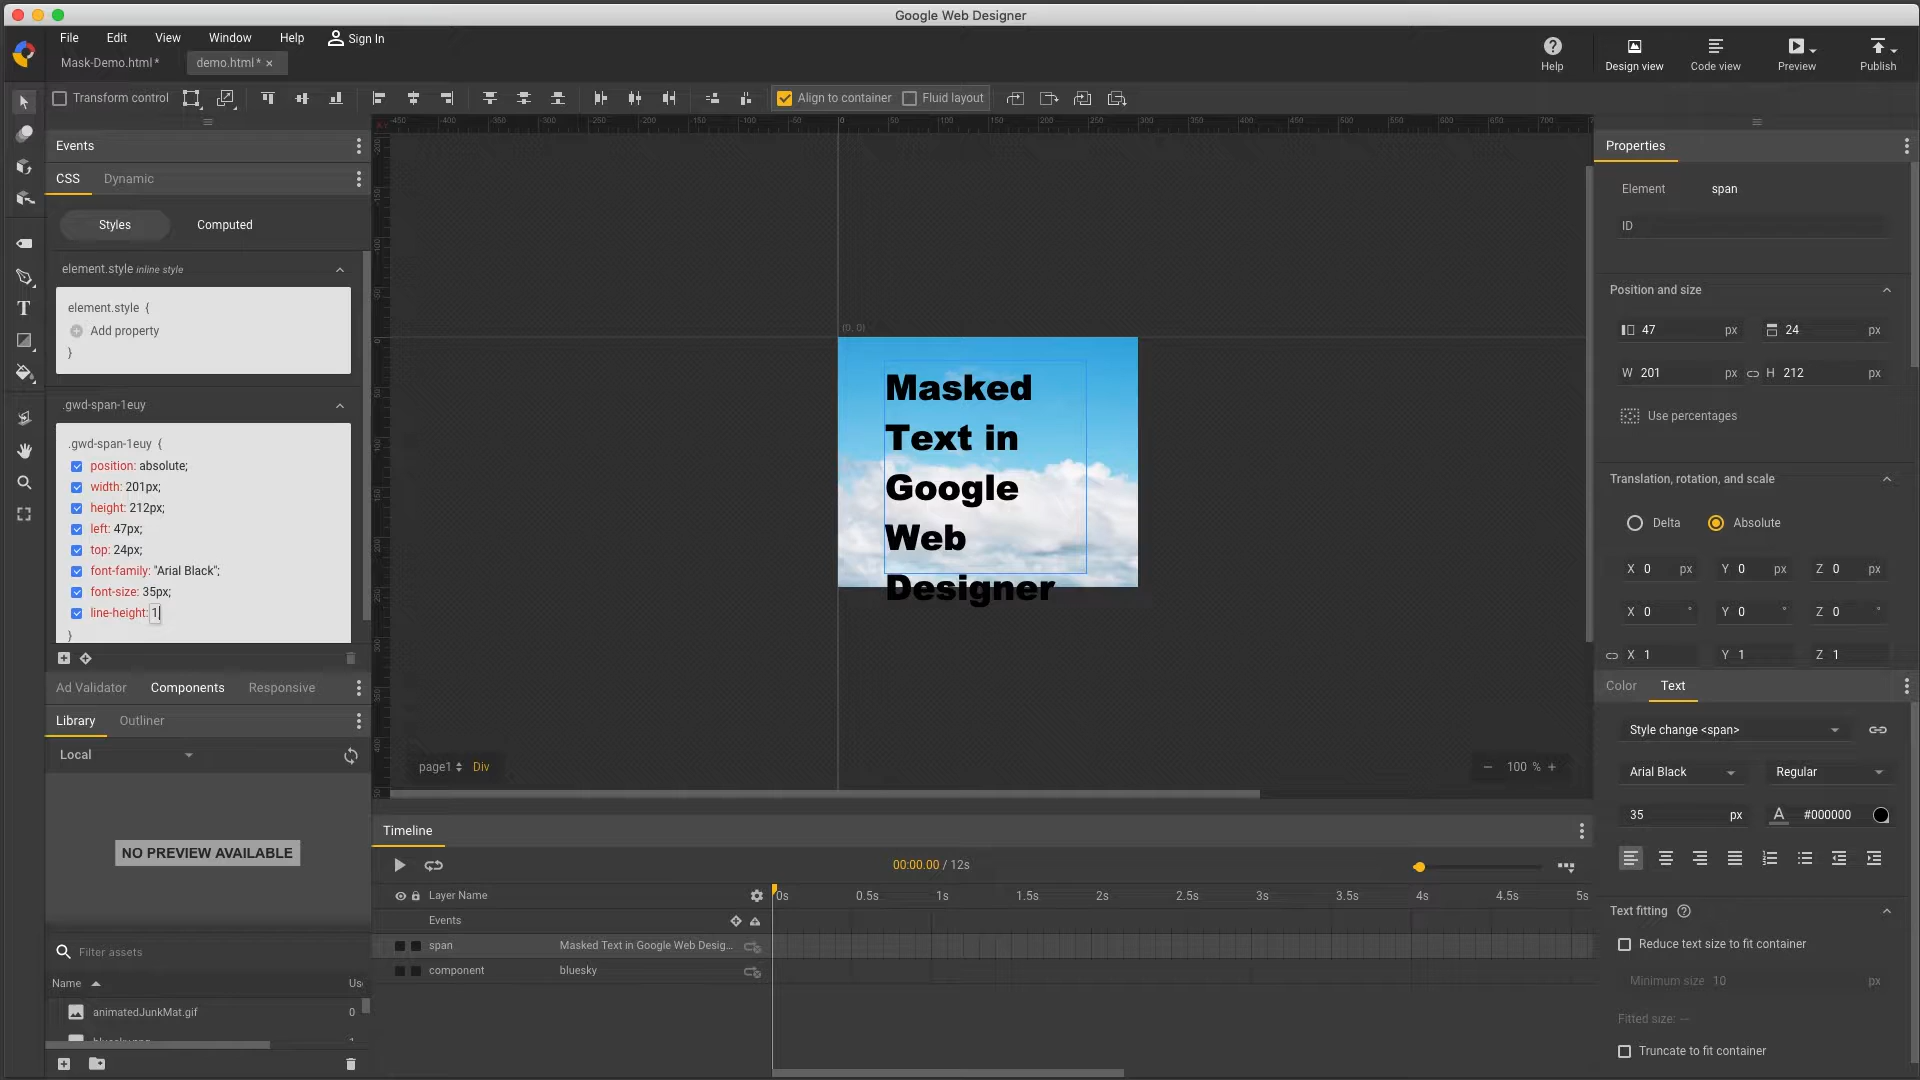 Google Web Designer
File Edit View Window Help Sign In
Mask-Demo.html* demo.html* ×
Help Design view Code view Preview Publish
Transform control Align to container Fluid layout
Events
CSS Dynamic
Styles Computed
element.style inline style
element.style {
Add property
}
.gwd-span-1euy
.gwd-span-1euy {
position: absolute;
width: 201px;
height: 212px;
left: 47px;
top: 24px;
font-family: "Arial Black";
font-size: 35px;
line-height: 1
}
Ad Validator Components Responsive
Library Outliner
Local
NO PREVIEW AVAILABLE
Filter assets
Name Us
animatedJunkMat.gif 0
(0, 0)
Masked
Text in
Google
Web
Designer
page1 Div
100 %
Timeline
00:00.00 / 12s
Layer Name 0s 0.5s 1s 1.5s 2s 2.5s 3s 3.5s 4s 4.5s 5s
Events
span Masked Text in Google Web Desig...
component bluesky
Properties
Element span
ID
Position and size
47 px 24 px
W 201 px H 212 px
Use percentages
Translation, rotation, and scale
Delta Absolute
X 0 px Y 0 px Z 0 px
X 0 ° Y 0 ° Z 0 °
X 1 Y 1 Z 1
Color Text
Style change <span>
Arial Black Regular
35 px A #000000
Text fitting
Reduce text size to fit container
Minimum size 10 px
Fitted size: —
Truncate to fit container